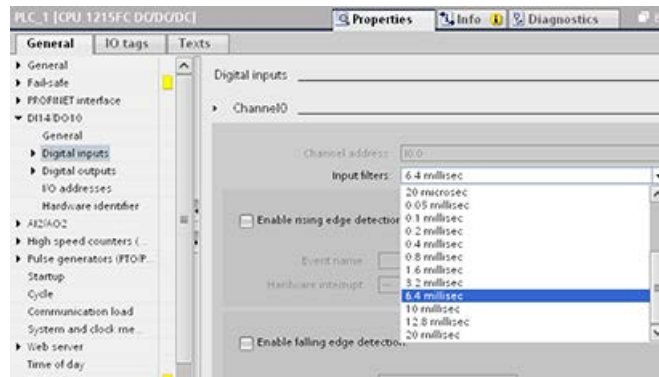 PLC_1 [CPU 1215FC DC/DC/DC]
Properties
Info
Diagnostics
General
IO tags
Texts
General
Fail-safe
PROFINET interface
DI14/DO10
General
Digital inputs
Digital outputs
I/O addresses
Hardware identifier
AI2/AO2
High speed counters (...
Pulse generators (PTO/P...
Startup
Cycle
Communication load
System and clock me...
Web server
Time of day
Digital inputs
Channel0
Channel address:
I0.0
Input filters:
6.4 millisec
20 microsec
0.05 millisec
0.1 millisec
0.2 millisec
0.4 millisec
0.8 millisec
1.6 millisec
3.2 millisec
6.4 millisec
10 millisec
12.8 millisec
20 millisec
Enable rising edge detection
Event name:
Hardware interrupt:
Enable falling edge detection